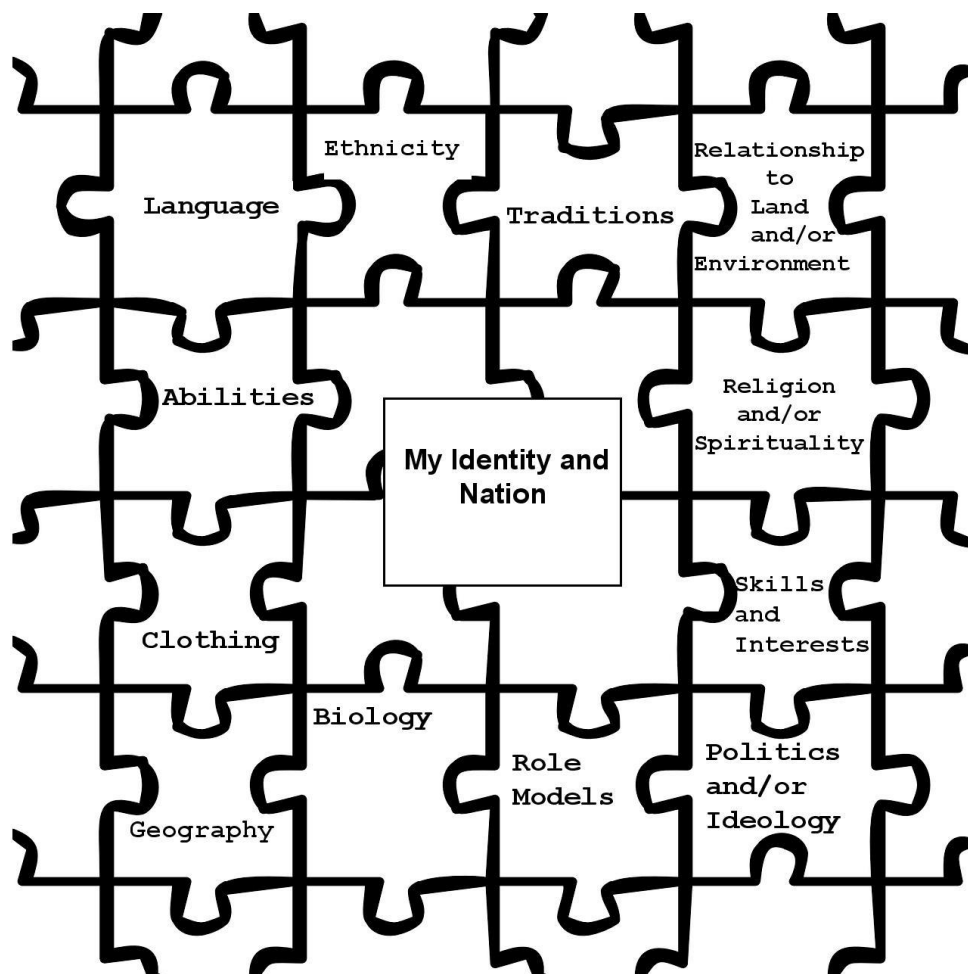 Ethnicity
Language
Traditions
Relationship
to
Land
and/or
Environment
Abilities
Religion
and/or
Spirituality
My Identity and
Nation
Clothing
Skills
and
Interests
Biology
Geography
Role
Models
Politics
and/or
Ideology